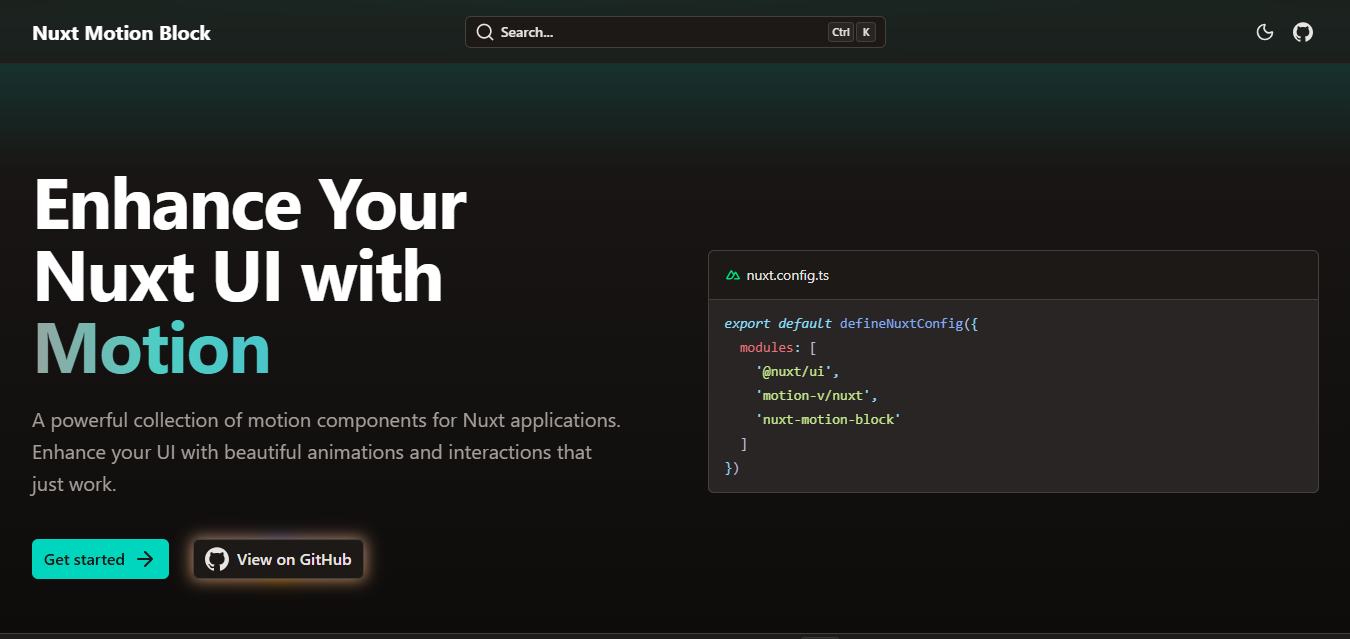 Nuxt Motion Block
Search...
Ctrl K
Enhance Your
Nuxt UI with
Motion
A powerful collection of motion components for Nuxt applications.
Enhance your UI with beautiful animations and interactions that
just work.
Get started
View on GitHub
nuxt.config.ts
export default defineNuxtConfig({
  modules: [
    '@nuxt/ui',
    'motion-v/nuxt',
    'nuxt-motion-block'
  ]
})